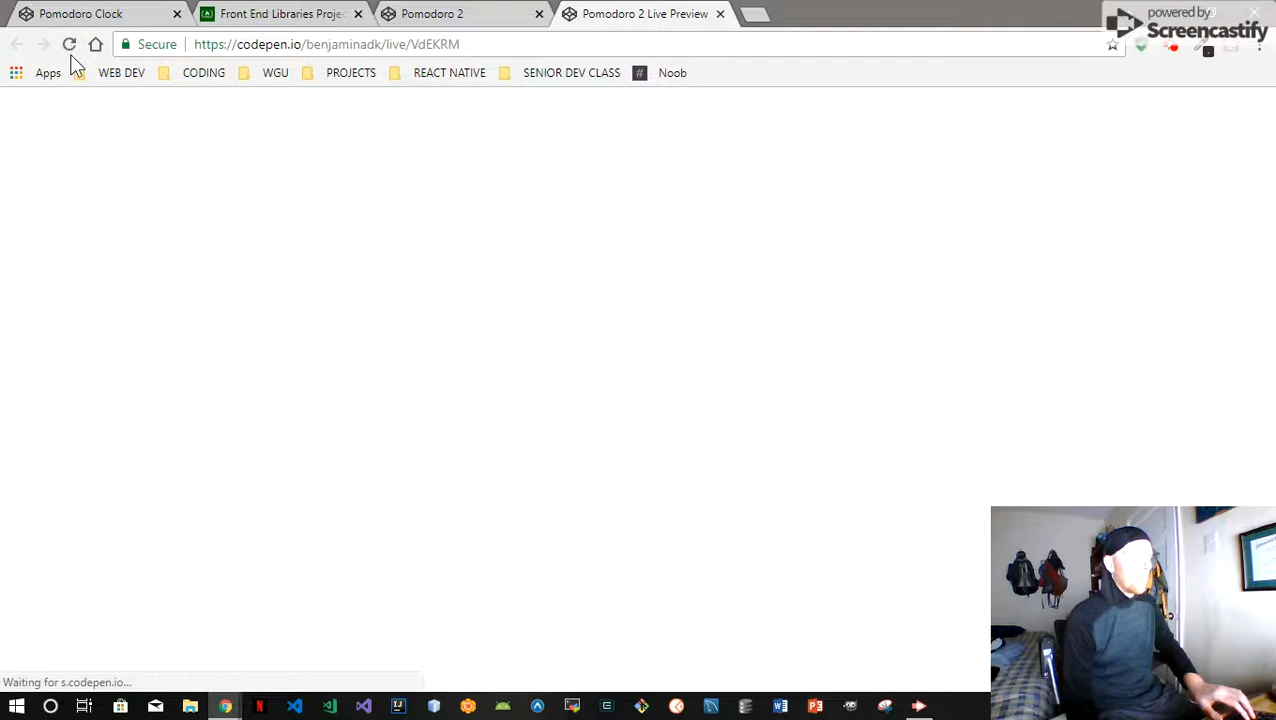 Pomodoro Clock
Front End Libraries Proje
Pomodoro 2
Pomodoro 2 Live Preview
powered by
Screencastify
Secure
https://codepen.io/benjaminadk/live/VdEKRM
Apps
WEB DEV
CODING
WGU
PROJECTS
REACT NATIVE
SENIOR DEV CLASS
#
Noob
Waiting for s.codepen.io...